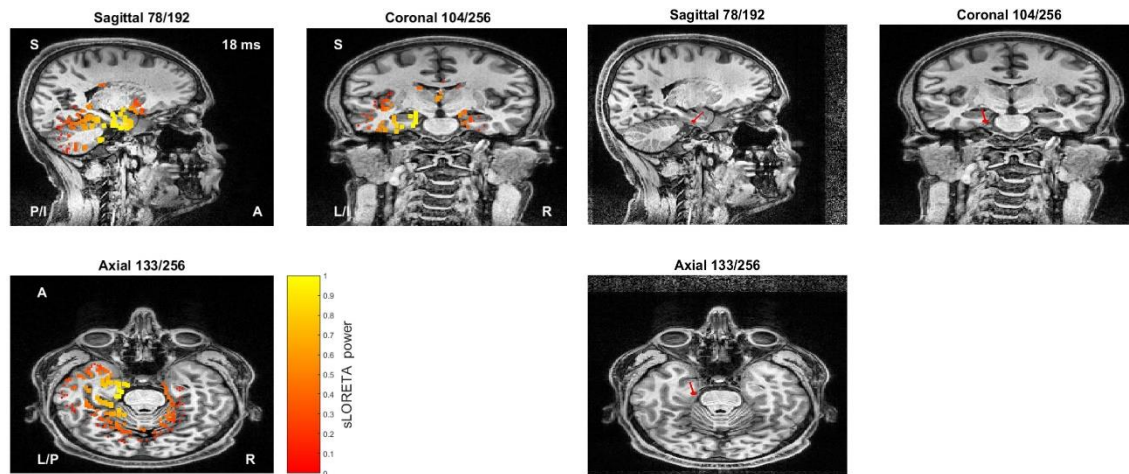 Sagittal 78/192
Coronal 104/256
Sagittal 78/192
Coronal 104/256
S
18 ms
S
P/I
A
L/I
R
Axial 133/256
Axial 133/256
A
L/P
R
1
0.9
0.8
0.7
0.6
0.5
0.4
0.3
0.2
0.1
0
sLORETA power